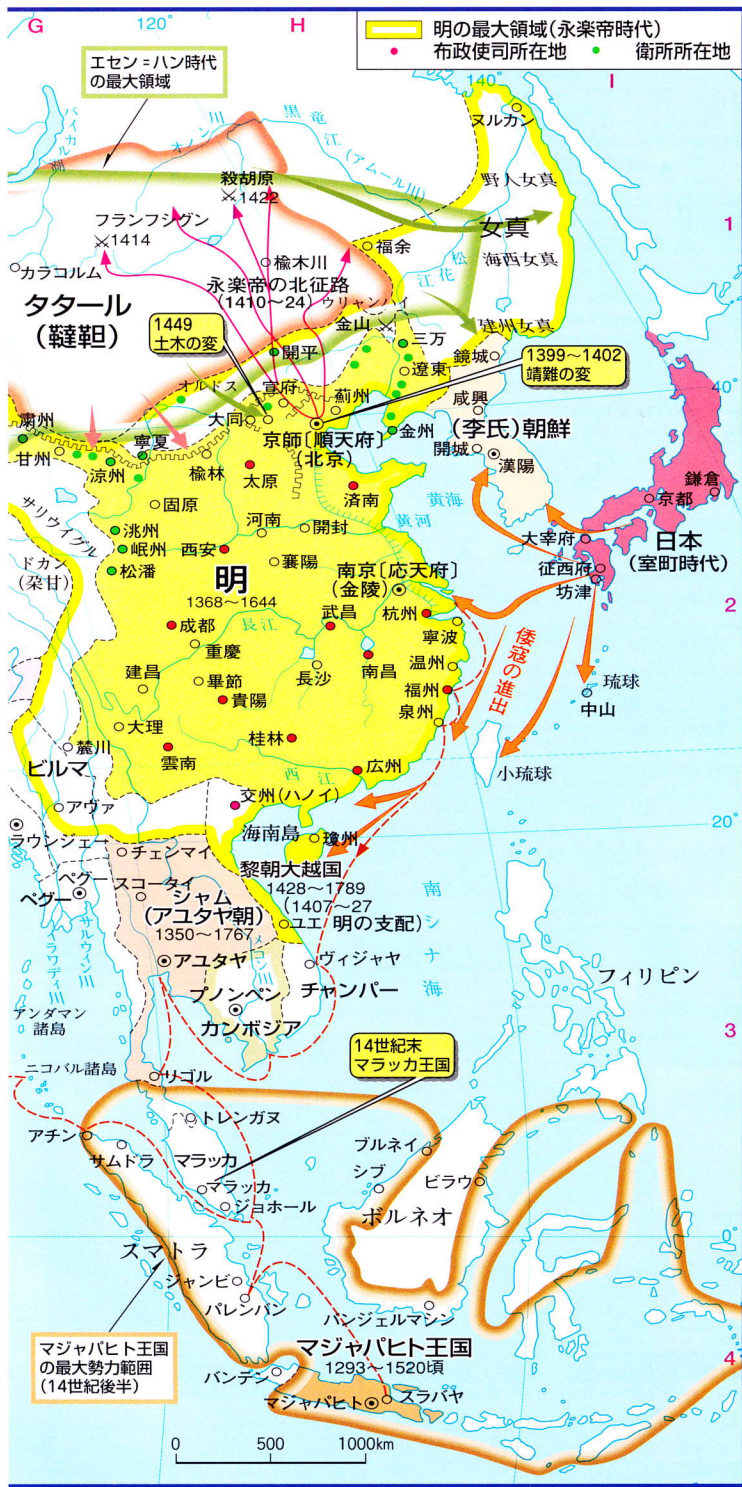 G
120°
H
明の最大領域(永楽帝時代)
布政使司所在地
衛所所在地
エセン=ハン時代
の最大領域
140°
I
バイカル湖
オノン川
黒竜江(アムール川)
ヌルカン
野人女真
殺胡原
1422
フランフシグン
1414
女真
1
カラコルム
楡木川
福余
松花江
海西女真
永楽帝の北征路
(1410〜24)
ウリャンハイ
タタール
(韃靼)
1449
土木の変
金山
建州女真
開平
三万
鏡城
1399〜1402
靖難の変
オルドス
宣府
薊州
遼東
40°
粛州
大同
咸興
甘州
寧夏
京師〔順天府〕
(北京)
金州
(李氏)朝鮮
涼州
楡林
太原
開城
漢陽
鎌倉
済南
黄海
京都
サリウイグル
固原
河南
開封
黄河
大宰府
日本
(室町時代)
洮州
岷州
西安
征西府
ドカン
(朶甘)
松潘
襄陽
南京〔応天府〕
(金陵)
坊津
明
1368〜1644
2
成都
長江
武昌
杭州
重慶
寧波
倭寇の進出
建昌
畢節
長沙
南昌
温州
貴陽
福州
琉球
泉州
中山
大理
桂林
麓川
雲南
ビルマ
西江
広州
小琉球
アヴァ
交州(ハノイ)
海南島
瓊州
20°
ラウンジェー
チェンマイ
黎朝大越国
1428〜1789
(1407〜27
明の支配)
ペグー
スコータイ
ペグー
シャム
(アユタヤ朝)
1350〜1767
ユエ
南シナ海
サルウィン川
イラワディ川
メコン川
アユタヤ
ヴィジャヤ
フィリピン
アンダマン
諸島
プノンペン
チャンパー
カンボジア
3
14世紀末
マラッカ王国
ニコバル諸島
リゴル
トレンガヌ
アチン
ブルネイ
サムドラ
マラッカ
シブ
ビラウ
マラッカ
ジョホール
ボルネオ
スマトラ
0°
ジャンビ
パレンバン
バンジェルマシン
マジャパヒト王国
の最大勢力範囲
(14世紀後半)
マジャパヒト王国
1293〜1520頃
4
バンテン
スラバヤ
マジャパヒト
0
500
1000km